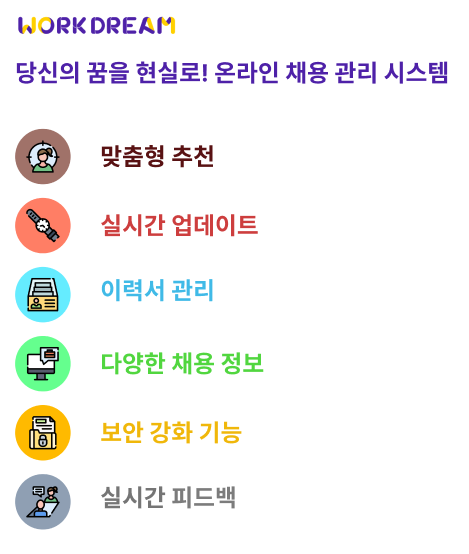 WORK DREAM
당신의 꿈을 현실로! 온라인 채용 관리 시스템
맞춤형 추천
실시간 업데이트
이력서 관리
다양한 채용 정보
보안 강화 기능
실시간 피드백